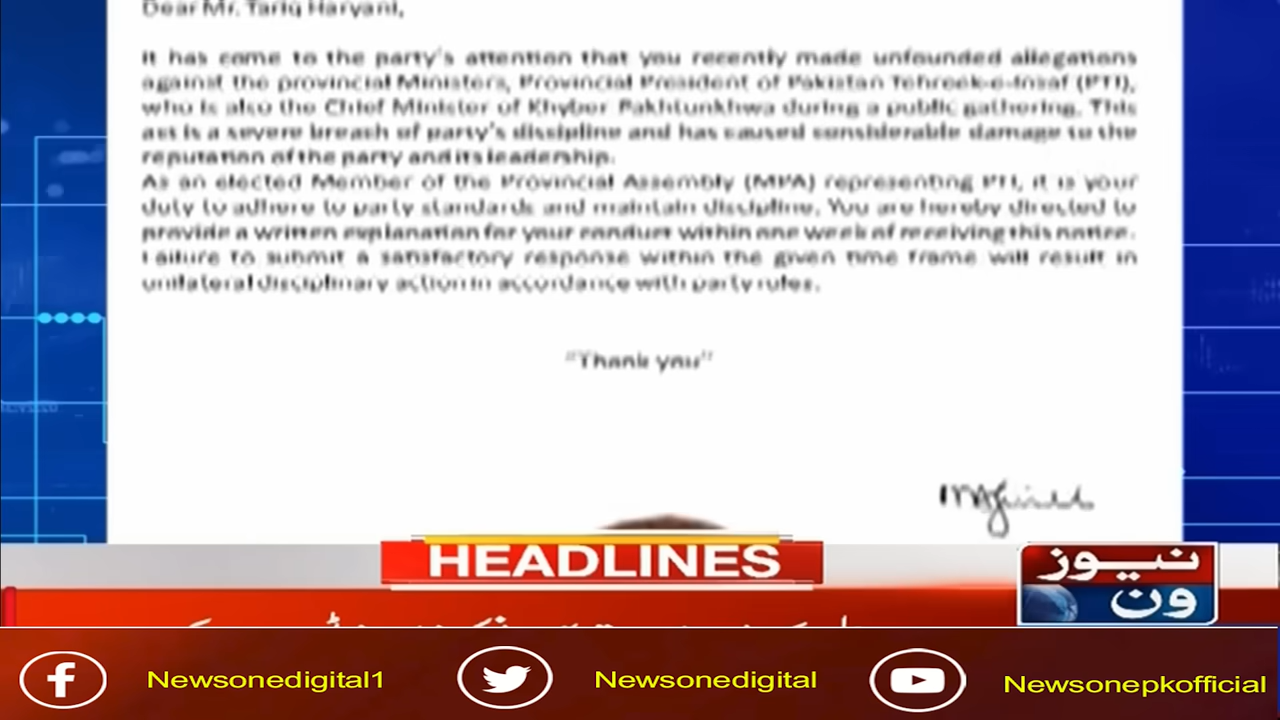 Dear Mr. Tariq Haryani,
It has come to the party's attention that you recently made unfounded allegations
against the provincial Ministers, Provincial President of Pakistan Tehreek-e-Insaf (PTI),
who is also the Chief Minister of Khyber Pakhtunkhwa during a public gathering. This
act is a severe breach of party's discipline and has caused considerable damage to the
reputation of the party and its leadership.
As an elected Member of the Provincial Assembly (MPA) representing PTI, it is your
duty to adhere to party standards and maintain discipline. You are hereby directed to
provide a written explanation for your conduct within one week of receiving this notice.
Failure to submit a satisfactory response within the given time frame will result in
unilateral disciplinary action in accordance with party rules.
"Thank you"
HEADLINES
نیوز
ون
Newsonedigital1
Newsonedigital
Newsonepkofficial